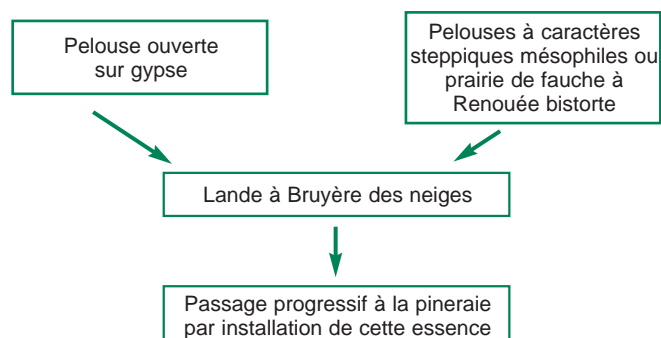 Pelouse ouverte
sur gypse
Pelouses à caractères
steppiques mésophiles ou
prairie de fauche à
Renouée bistorte
Lande à Bruyère des neiges
Passage progressif à la pineraie
par installation de cette essence